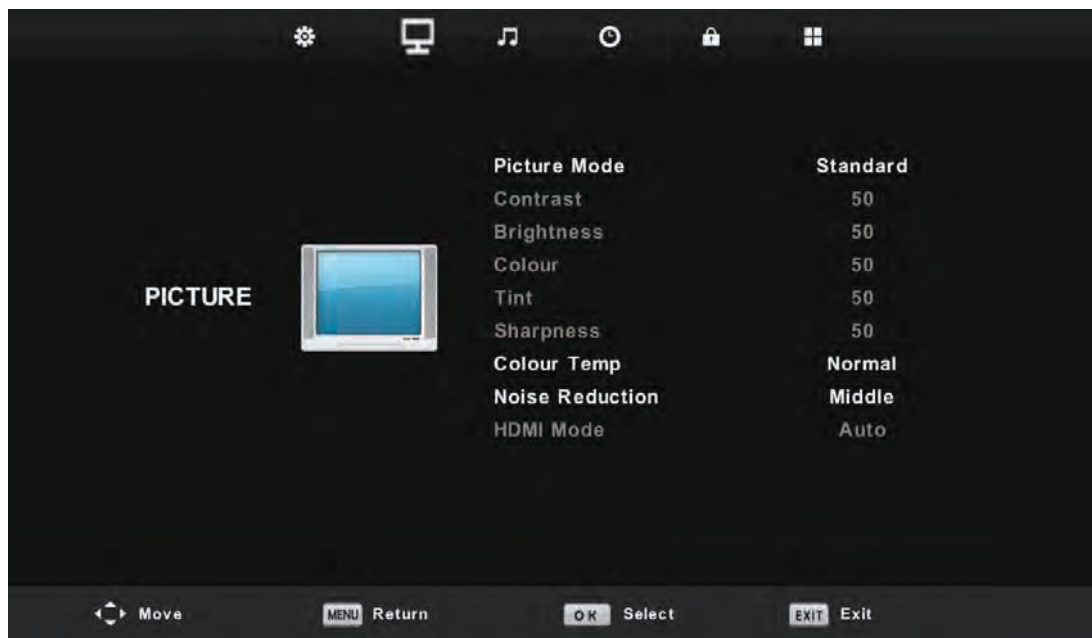 Picture Mode Standard
Contrast 50
Brightness 50
Colour 50
PICTURE
Tint 50
Sharpness 50
Colour Temp Normal
Noise Reduction Middle
HDMI Mode Auto
Move MENU Return OK Select EXIT Exit